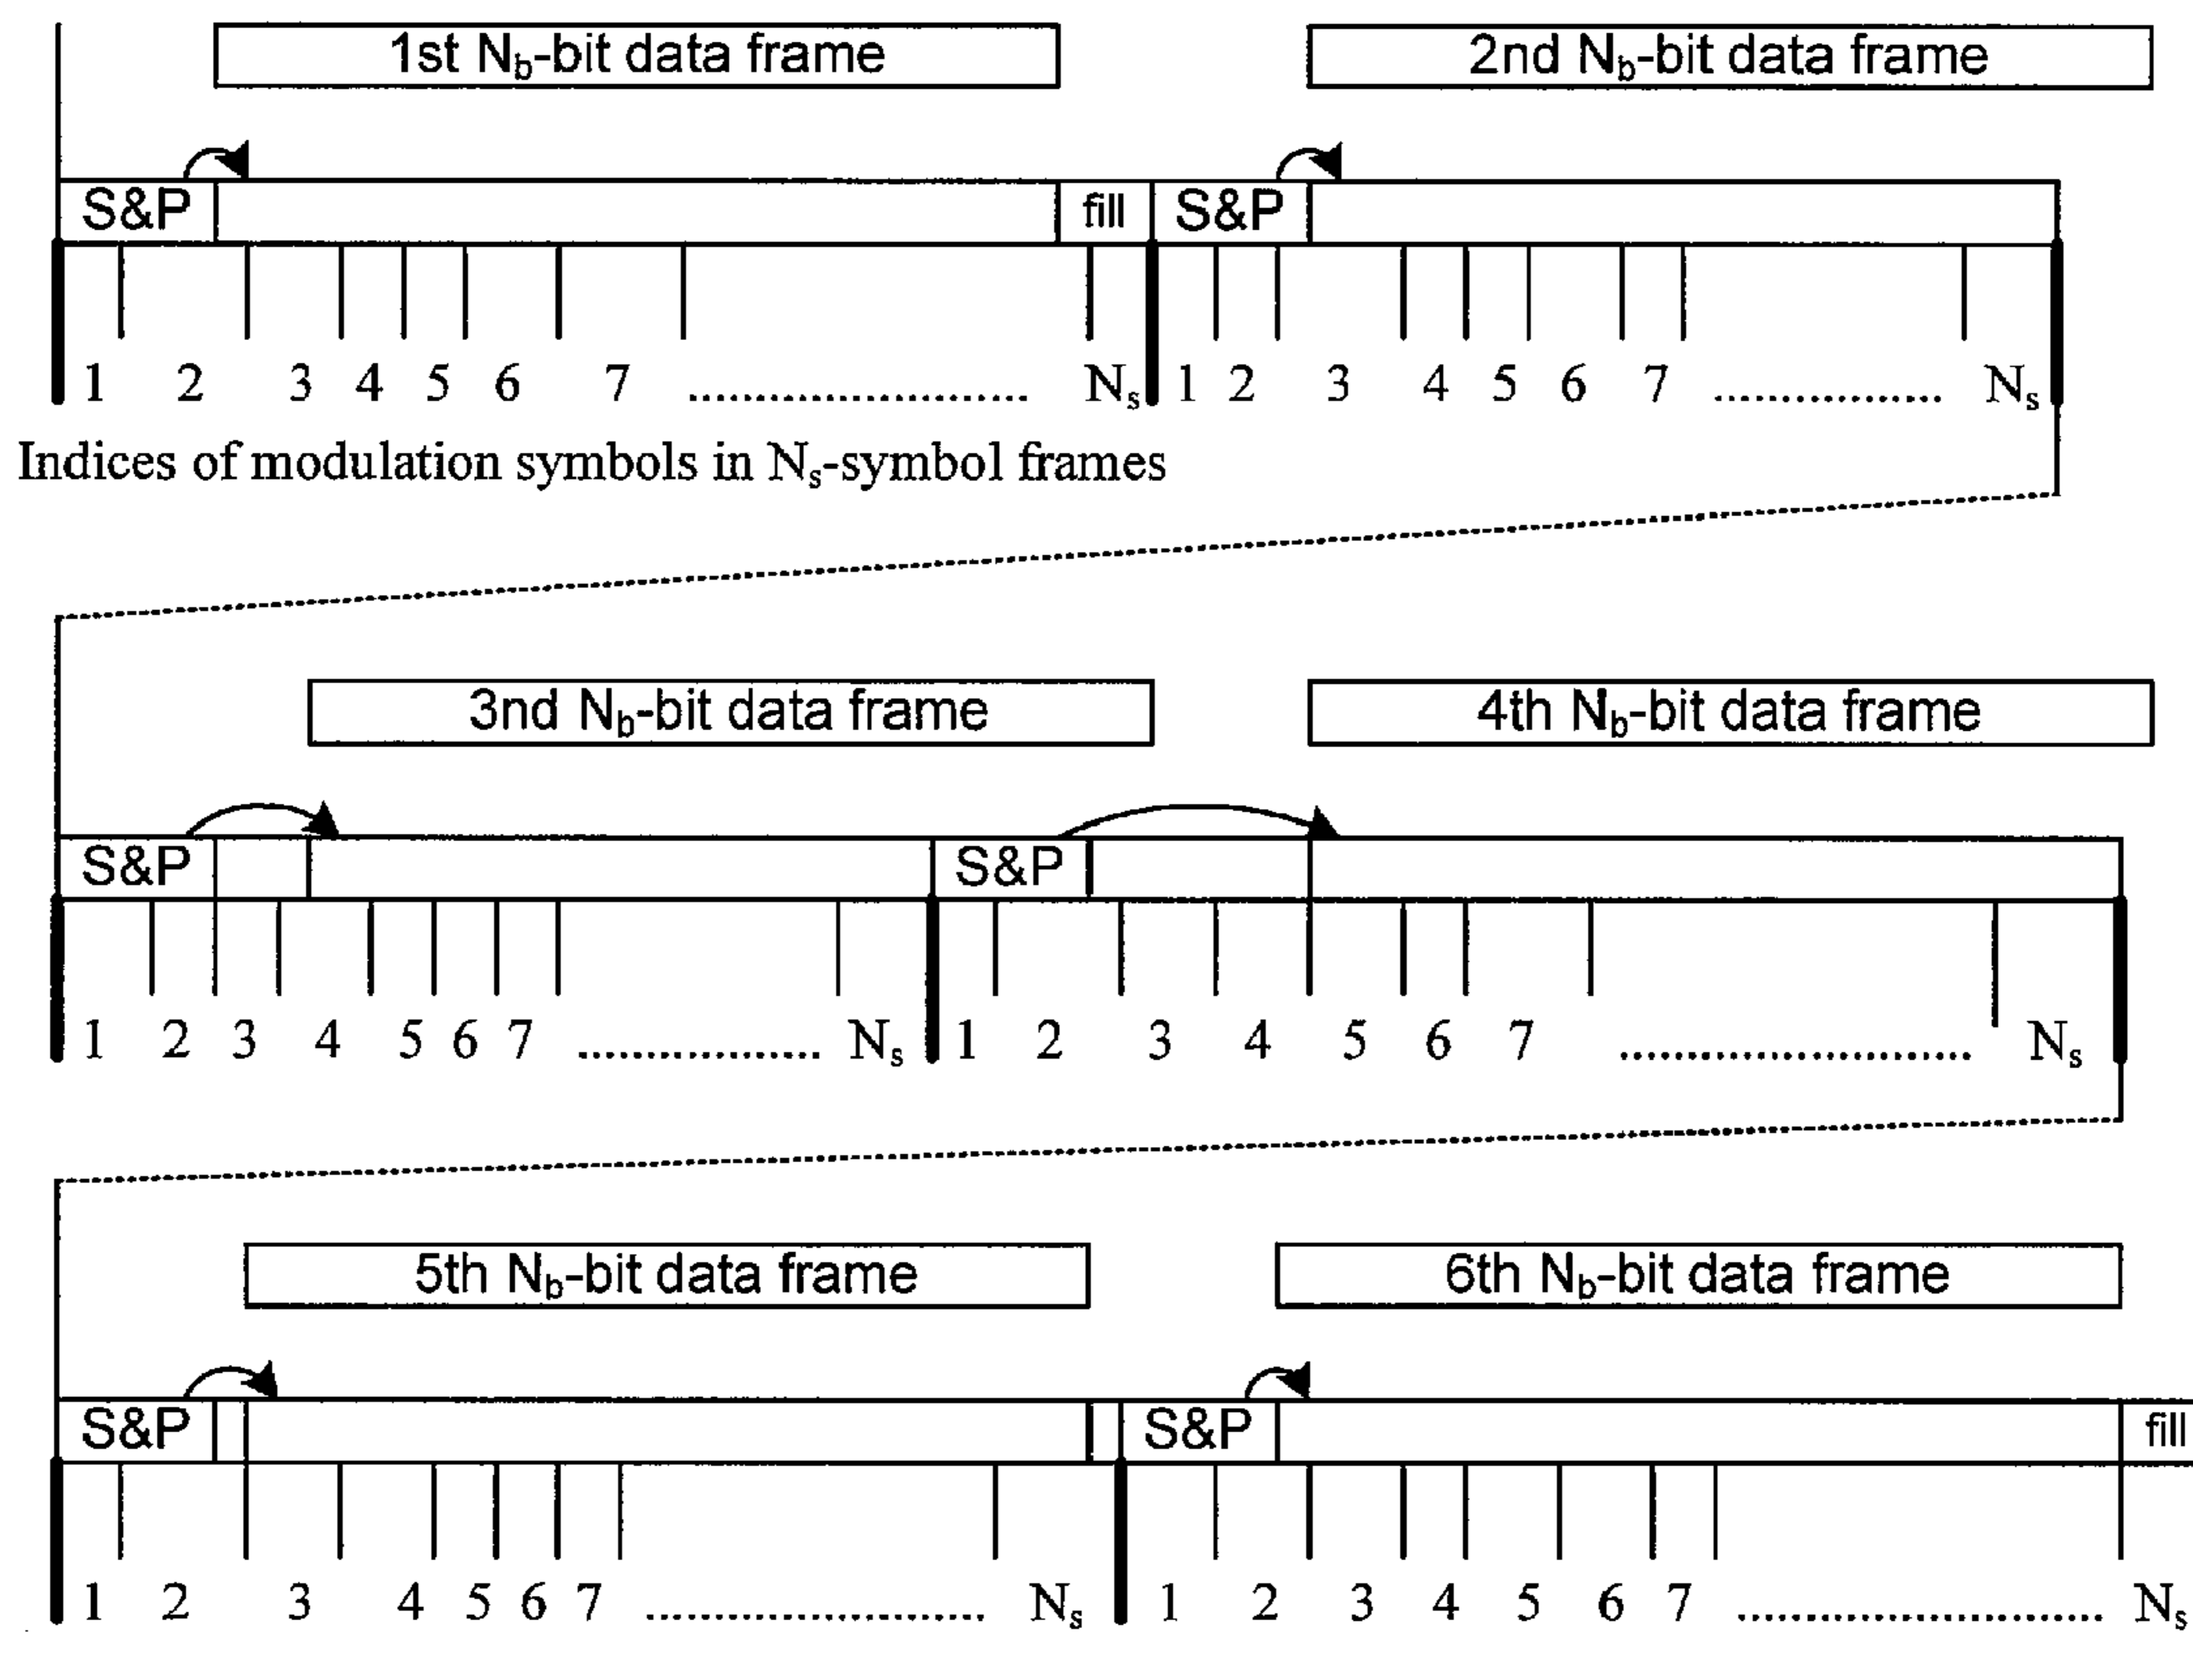 1st Nb-bit data frame 2nd Nb-bit data frame
S&P fill S&P
1 2 3 4 5 6 7 .......................... Ns 1 2 3 4 5 6 7 ................. Ns
Indices of modulation symbols in Ns-symbol frames
3nd Nb-bit data frame 4th Nb-bit data frame
S&P S&P
1 2 3 4 5 6 7 .................. Ns 1 2 3 4 5 6 7 .......................... Ns
5th Nb-bit data frame 6th Nb-bit data frame
S&P S&P fill
1 2 3 4 5 6 7 .......................... Ns 1 2 3 4 5 6 7 ............................ Ns